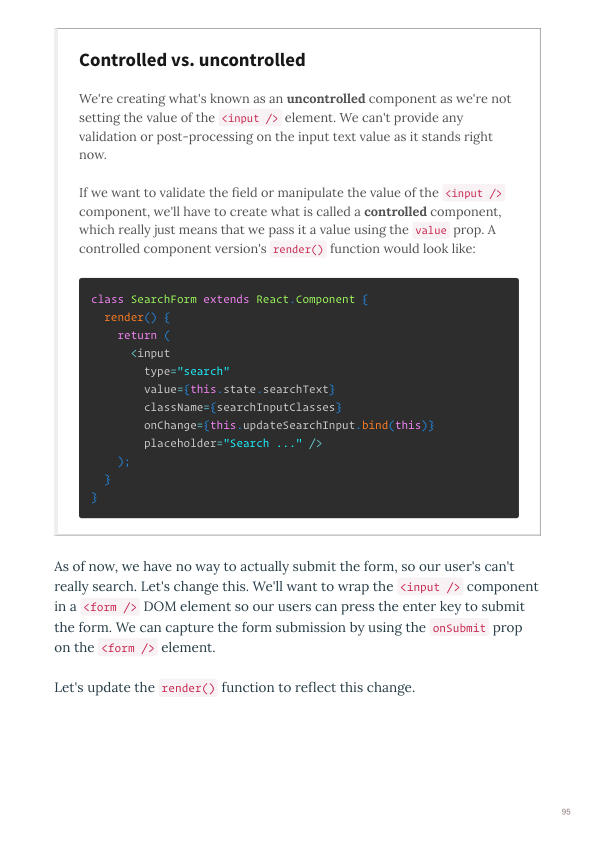 Controlled vs. uncontrolled
We're creating what's known as an uncontrolled component as we're not
setting the value of the <input /> element. We can't provide any
validation or post-processing on the input text value as it stands right
now.
If we want to validate the field or manipulate the value of the <input />
component, we'll have to create what is called a controlled component,
which really just means that we pass it a value using the value prop. A
controlled component version's render() function would look like:
class SearchForm extends React.Component {
  render() {
    return (
      <input
        type="search"
        value={this.state.searchText}
        className={searchInputClasses}
        onChange={this.updateSearchInput.bind(this)}
        placeholder="Search ..." />
    );
  }
}
As of now, we have no way to actually submit the form, so our user's can't
really search. Let's change this. We'll want to wrap the <input /> component
in a <form /> DOM element so our users can press the enter key to submit
the form. We can capture the form submission by using the onSubmit prop
on the <form /> element.
Let's update the render() function to reflect this change.
95